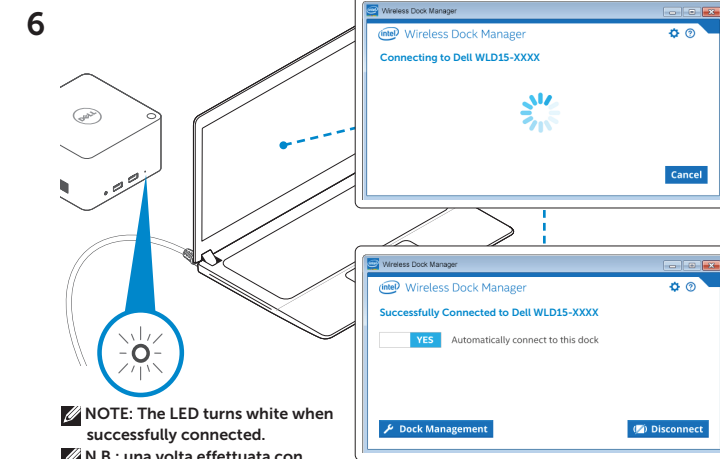 6
DELL
Wireless Dock Manager
intel Wireless Dock Manager
Connecting to Dell WLD15-XXXX
Cancel
Wireless Dock Manager
intel Wireless Dock Manager
Successfully Connected to Dell WLD15-XXXX
YES Automatically connect to this dock
Dock Management Disconnect
NOTE: The LED turns white when
successfully connected.
N.B.: una volta effettuata con